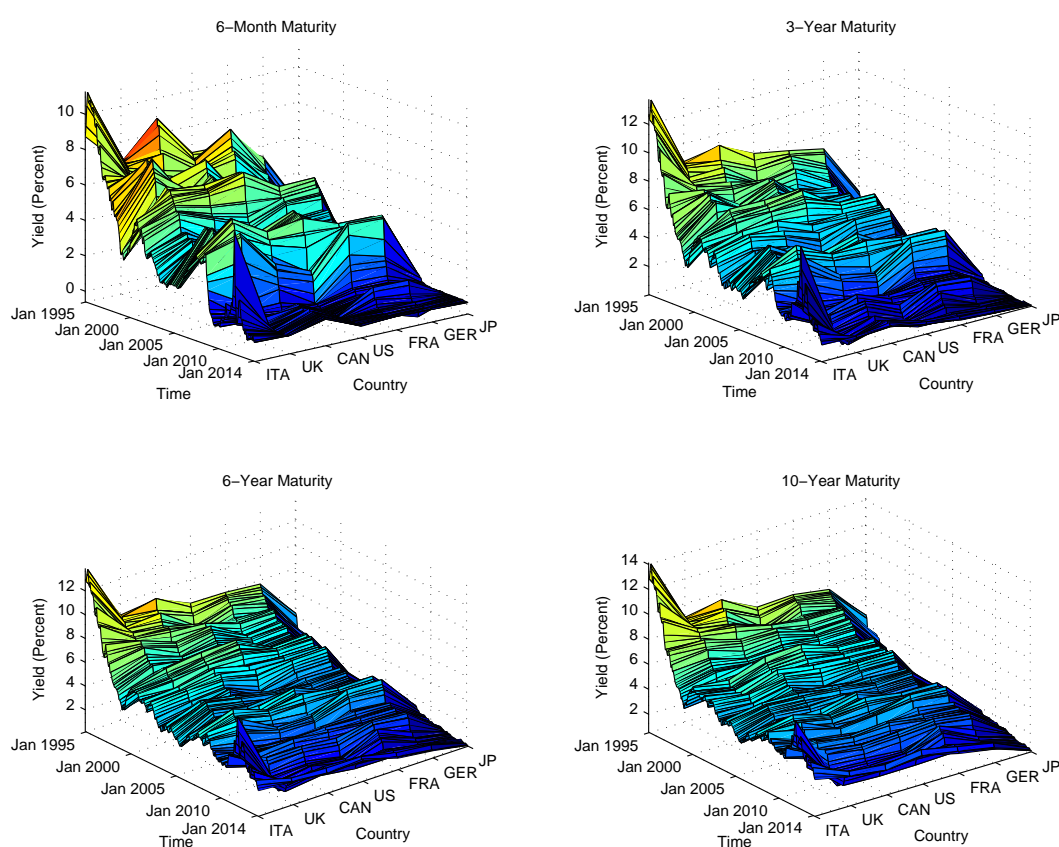 6−Month Maturity
10
8
6
4
2
0
Yield (Percent)
Jan 1995
Jan 2000
Jan 2005
Jan 2010
Jan 2014
Time
ITA
UK
CAN
US
FRA
GER
JP
Country
3−Year Maturity
12
10
8
6
4
2
Yield (Percent)
Jan 1995
Jan 2000
Jan 2005
Jan 2010
Jan 2014
Time
ITA
UK
CAN
US
FRA
GER
JP
Country
6−Year Maturity
12
10
8
6
4
2
Yield (Percent)
Jan 1995
Jan 2000
Jan 2005
Jan 2010
Jan 2014
Time
ITA
UK
CAN
US
FRA
GER
JP
Country
10−Year Maturity
14
12
10
8
6
4
2
Yield (Percent)
Jan 1995
Jan 2000
Jan 2005
Jan 2010
Jan 2014
Time
ITA
UK
CAN
US
FRA
GER
JP
Country